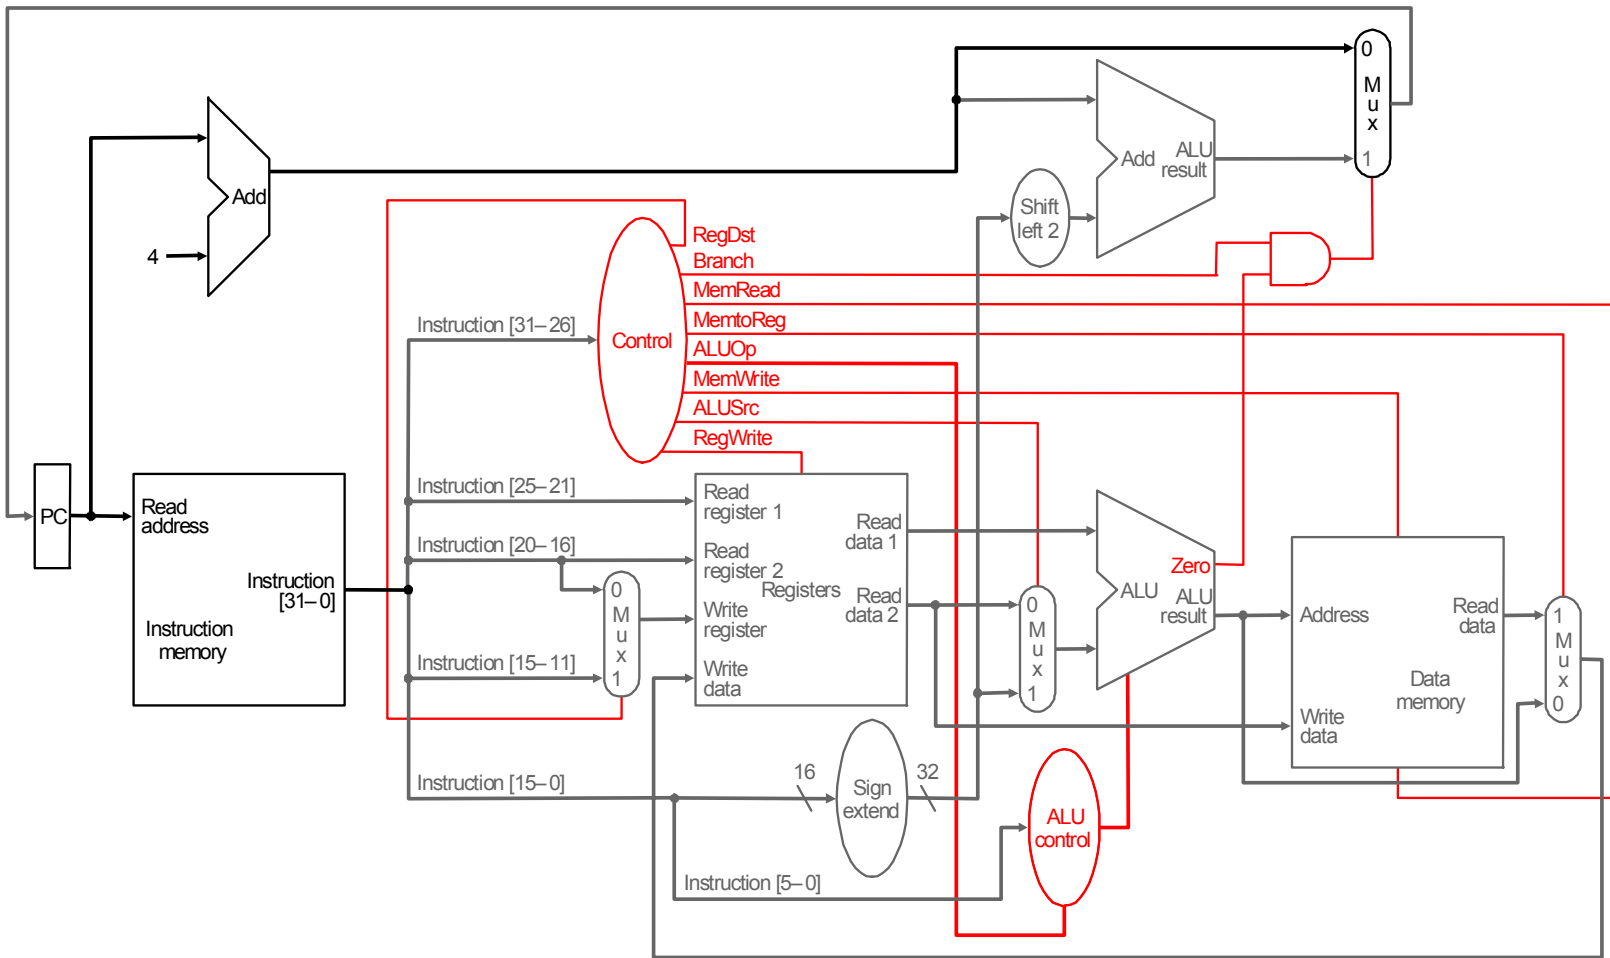 0
M
u
x
1
Add
ALU
result
Shift
left 2
Add
4
RegDst
Branch
MemRead
MemtoReg
ALUOp
MemWrite
ALUSrc
RegWrite
Control
Instruction [31–26]
PC
Read
address
Instruction
[31–0]
Instruction
memory
Instruction [25–21]
Instruction [20–16]
Instruction [15–11]
0
M
u
x
1
Read
register 1
Read
register 2
Write
register
Write
data
Registers
Read
data 1
Read
data 2
0
M
u
x
1
Zero
ALU
ALU
result
Address
Write
data
Read
data
Data
memory
1
M
u
x
0
Instruction [15–0]
16
Sign
extend
32
ALU
control
Instruction [5–0]